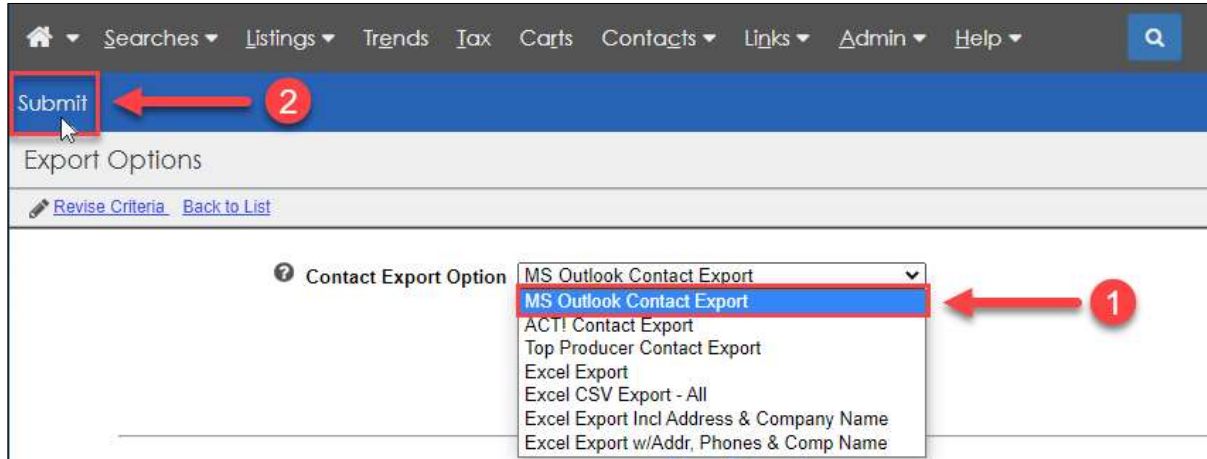 Searches Listings Trends Tax Carts Contacts Links Admin Help
Submit 2
Export Options
Revise Criteria Back to List
Contact Export Option MS Outlook Contact Export
MS Outlook Contact Export 1
ACT! Contact Export
Top Producer Contact Export
Excel Export
Excel CSV Export - All
Excel Export Incl Address & Company Name
Excel Export w/Addr, Phones & Comp Name